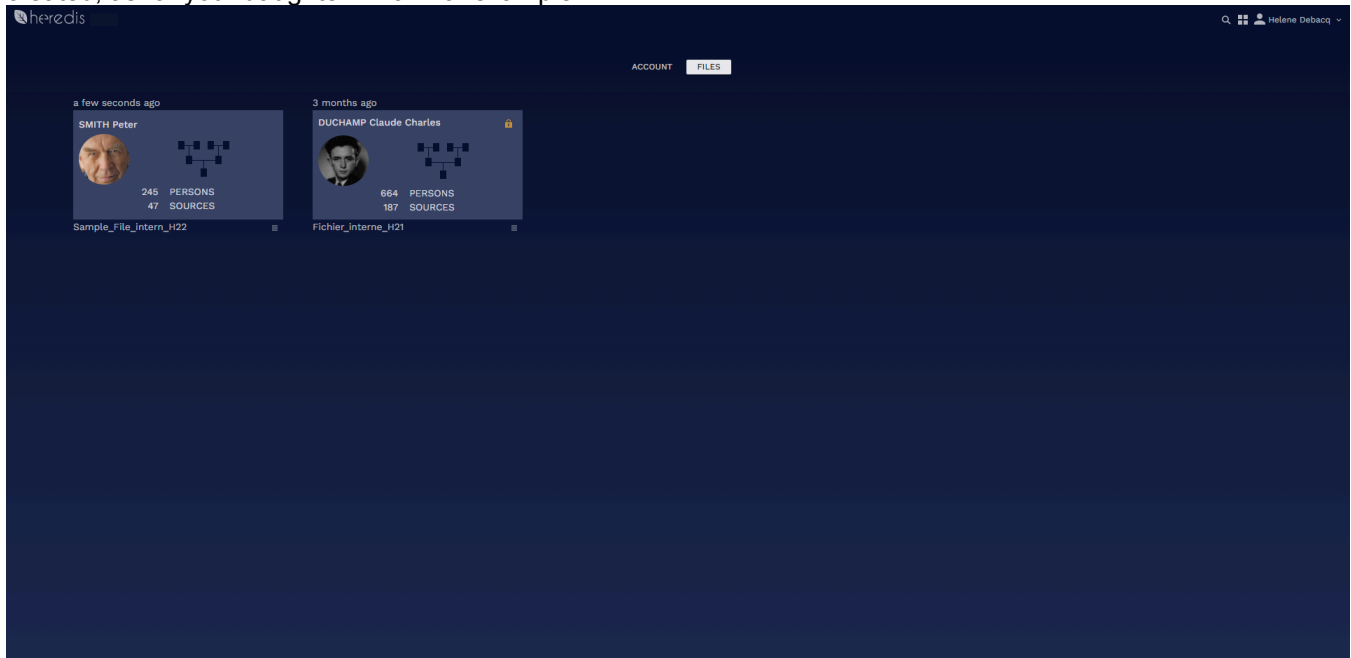 heredis
Helene Debacq
ACCOUNT FILES
a few seconds ago
SMITH Peter
245 PERSONS
47 SOURCES
Sample_File_intern_H22
3 months ago
DUCHAMP Claude Charles
664 PERSONS
187 SOURCES
Fichier_interne_H21